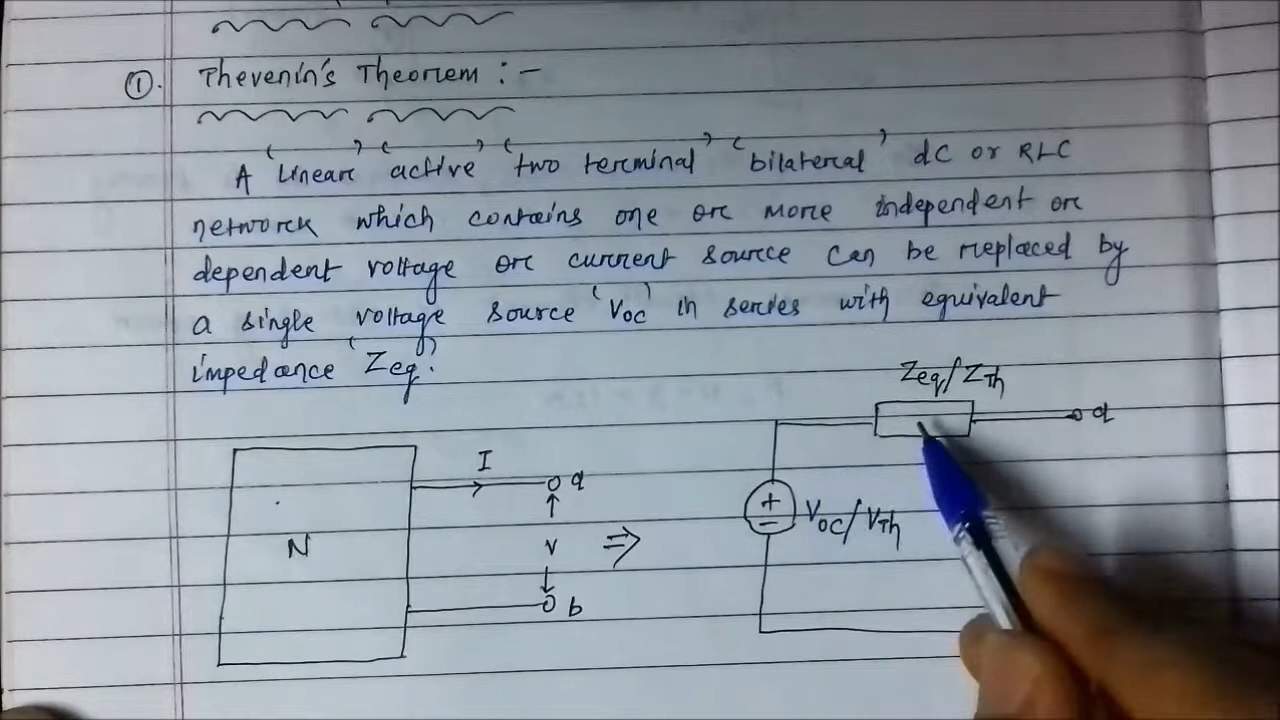 ①. Thevenin's Theorem :-
A 'Linear' 'active' 'two terminal' 'bilateral' dC or RLC
network which contains one or more independent or
dependent voltage or current source can be replaced by
a single voltage source 'Voc' in series with equivalent
impedance 'Zeq'.
Zeq/ZTh
a
I
a
+
-
VOC/VTh
N
v
⇒
b